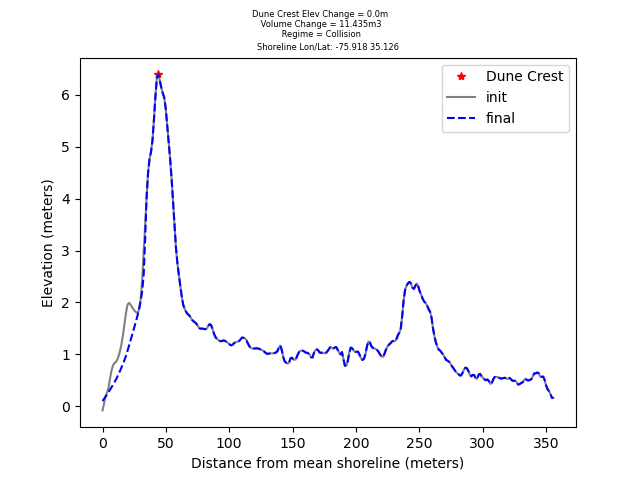 Dune Crest Elev Change = 0.0m
Volume Change = 11.435m3
Regime = Collision
Shoreline Lon/Lat: -75.918 35.126
Dune Crest
init
final
Elevation (meters)
6
5
4
3
2
1
0
0 50 100 150 200 250 300 350
Distance from mean shoreline (meters)